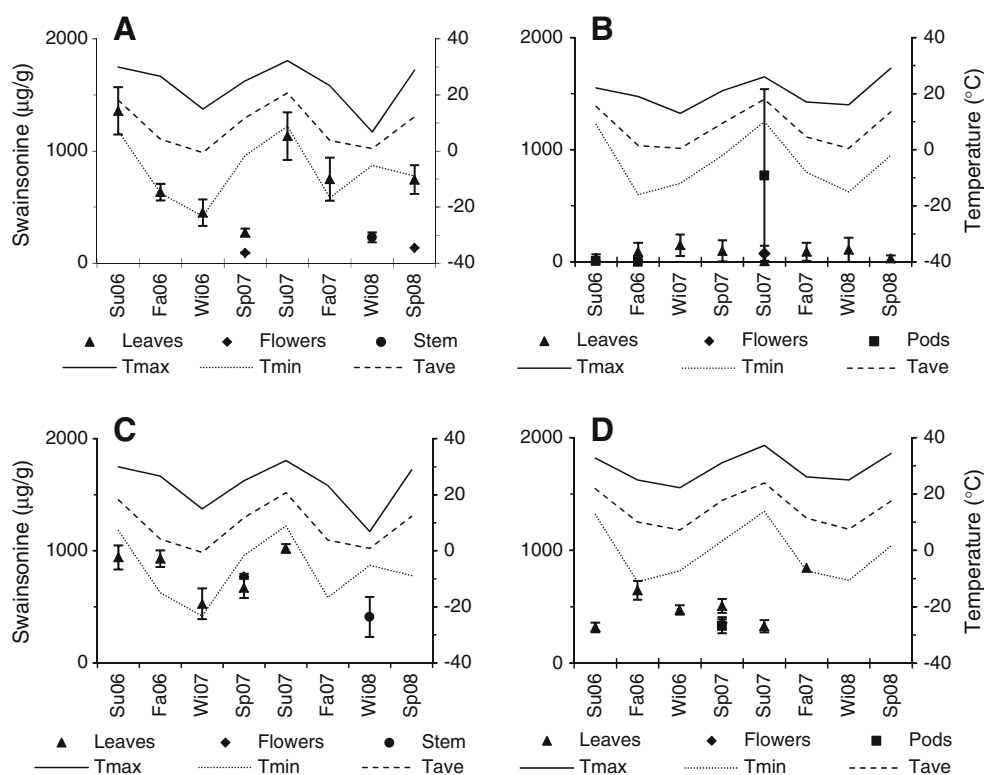 A
B
2000
1000
0
Swainsonine (µg/g)
40
20
0
-20
-40
Su06 Fa06 Wi06 Sp07 Su07 Fa07 Wi08 Sp08
Leaves Flowers Stem
Tmax Tmin Tave
2000
1000
0
40
20
0
-20
-40
Temperature (°C)
Su06 Fa06 Wi07 Sp07 Su07 Fa07 Wi08 Sp08
Leaves Flowers Pods
Tmax Tmin Tave
C
D
2000
1000
0
Swainsonine (µg/g)
40
20
0
-20
-40
Su06 Fa06 Wi07 Sp07 Su07 Fa07 Wi08 Sp08
Leaves Flowers Stem
Tmax Tmin Tave
2000
1000
0
40
20
0
-20
-40
Temperature (°C)
Su06 Fa06 Wi06 Sp07 Su07 Fa07 Wi08 Sp08
Leaves Flowers Pods
Tmax Tmin Tave